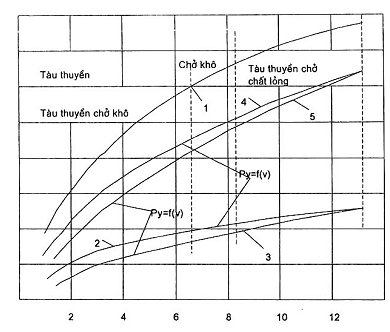 Chở khô
Tàu thuyền
Tàu thuyền chở
chất lỏng
1
4
Tàu thuyền chở khô
5
Py=f(v)
Py=f(v)
2
3
2 4 6 8 10 12